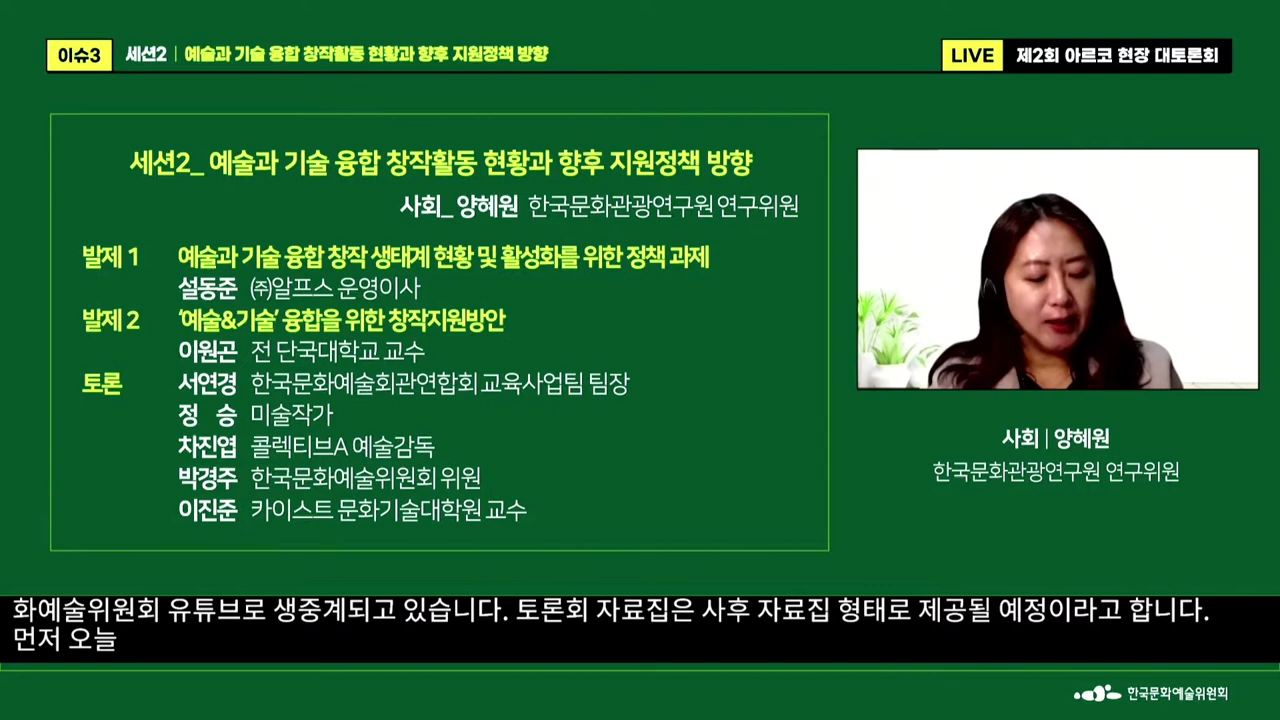 이슈3 세션2 | 예술과 기술 융합 창작활동 현황과 향후 지원정책 방향
LIVE 제2회 아르코 현장 대토론회
세션2_ 예술과 기술 융합 창작활동 현황과 향후 지원정책 방향
사회_ 양혜원 한국문화관광연구원 연구위원
발제 1 예술과 기술 융합 창작 생태계 현황 및 활성화를 위한 정책 과제
설동준 ㈜알프스 운영이사
발제 2 ‘예술&기술’ 융합을 위한 창작지원방안
이원곤 전 단국대학교 교수
토론 서연경 한국문화예술회관연합회 교육사업팀 팀장
정 승 미술작가
차진엽 콜렉티브A 예술감독
박경주 한국문화예술위원회 위원
이진준 카이스트 문화기술대학원 교수
사회 | 양혜원
한국문화관광연구원 연구위원
화예술위원회 유튜브로 생중계되고 있습니다. 토론회 자료집은 사후 자료집 형태로 제공될 예정이라고 합니다.
먼저 오늘
한국문화예술위원회